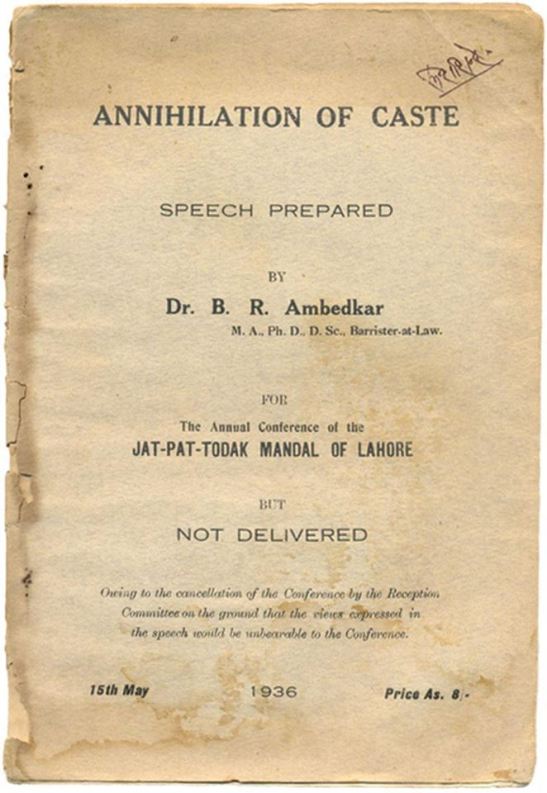 ANNIHILATION OF CASTE
SPEECH PREPARED
BY
Dr. B. R. Ambedkar
M. A., Ph. D., D. Sc., Barrister-at-Law.
FOR
The Annual Conference of the
JAT-PAT-TODAK MANDAL OF LAHORE
BUT
NOT DELIVERED
Owing to the cancellation of the Conference by the Reception
Committee on the ground that the views expressed in
the speech would be unbearable to the Conference.
15th May 1936 Price As. 8/-